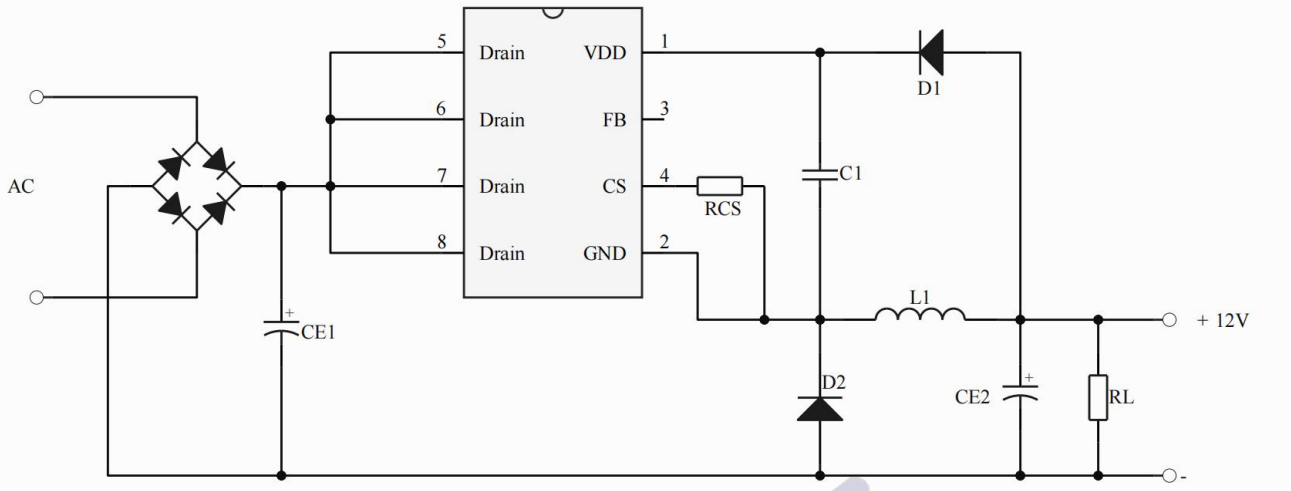 5 Drain VDD 1
D1
6 Drain FB 3
AC
7 Drain CS 4
C1
RCS
8 Drain GND 2
L1
+
CE1
+ 12V
D2
+
CE2
RL
-